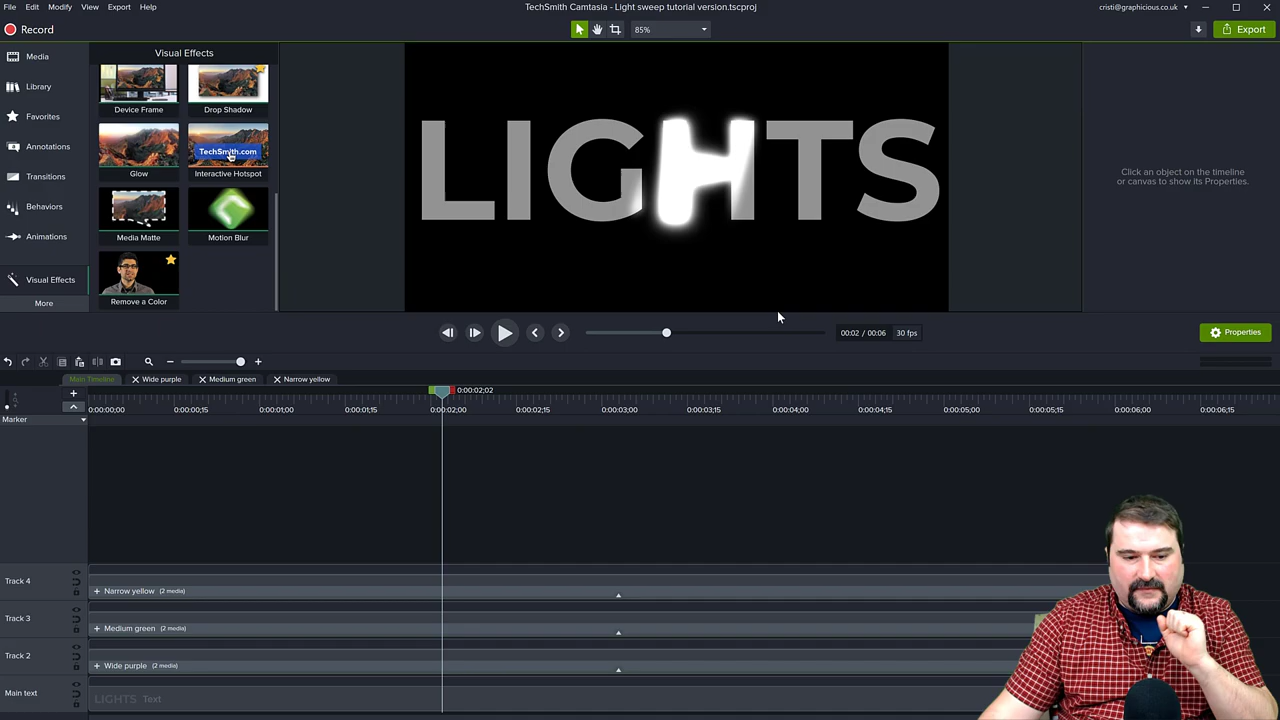 File Edit Modify View Export Help
TechSmith Camtasia - Light sweep tutorial version.tscproj
cristi@graphicious.co.uk
Record
85%
Export
Media
Library
Favorites
Annotations
Transitions
Behaviors
Animations
Visual Effects
More
Visual Effects
Device Frame
Drop Shadow
TechSmith.com
Glow
Interactive Hotspot
Media Matte
Motion Blur
Remove a Color
LIGHTS
Click an object on the timeline
or canvas to show its Properties.
00:02 / 00:06
30 fps
Properties
Main Timeline
Wide purple
Medium green
Narrow yellow
0:00:02;02
0:00:00;00
0:00:00;15
0:00:01;00
0:00:01;15
0:00:02;00
0:00:02;15
0:00:03;00
0:00:03;15
0:00:04;00
0:00:04;15
0:00:05;00
0:00:05;15
0:00:06;00
0:00:06;15
Marker
Track 4
+ Narrow yellow (2 media)
Track 3
+ Medium green (2 media)
Track 2
+ Wide purple (2 media)
Main text
LIGHTS Text